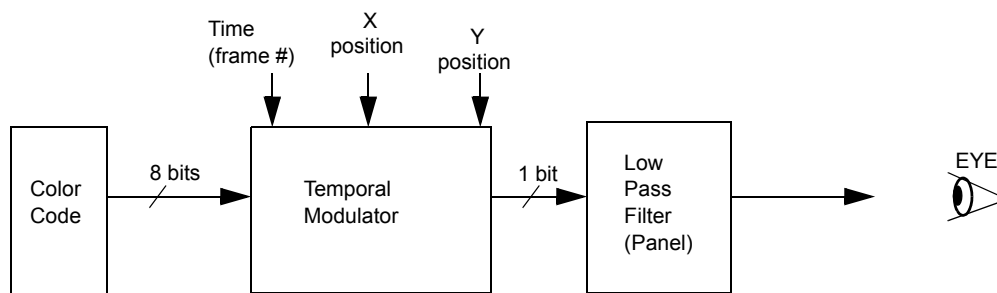 Time
(frame #)
X
position
Y
position
Color
Code
8 bits
Temporal
Modulator
1 bit
Low
Pass
Filter
(Panel)
EYE